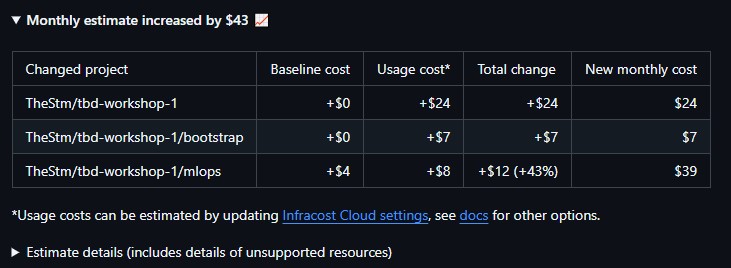 ▼ Monthly estimate increased by $43 📈
Changed project Baseline cost Usage cost* Total change New monthly cost
TheStm/tbd-workshop-1 +$0 +$24 +$24 $24
TheStm/tbd-workshop-1/bootstrap +$0 +$7 +$7 $7
TheStm/tbd-workshop-1/mlops +$4 +$8 +$12 (+43%) $39
*Usage costs can be estimated by updating Infracost Cloud settings, see docs for other options.
▶ Estimate details (includes details of unsupported resources)